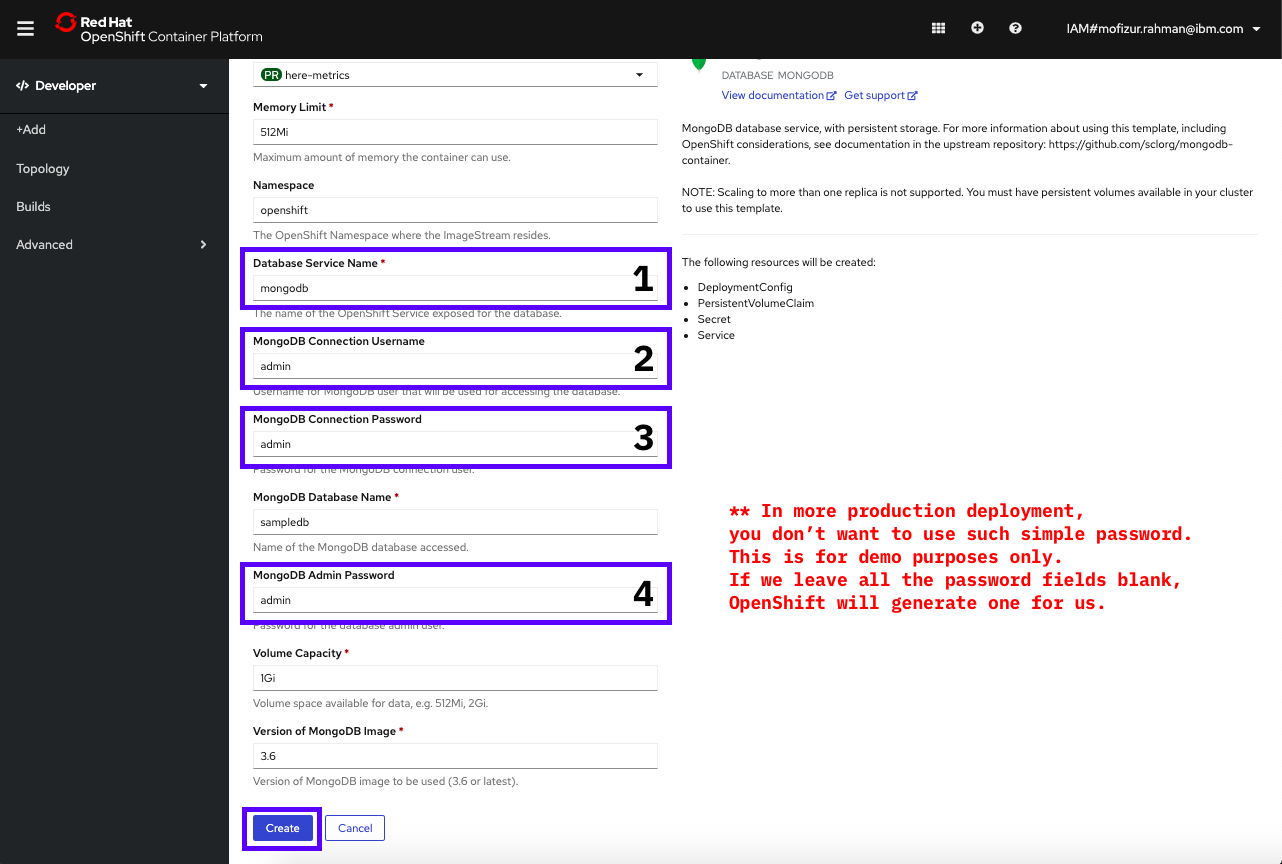 Red Hat
OpenShift Container Platform
IAM#mofizur.rahman@ibm.com
Developer
+Add
Topology
Builds
Advanced
PR here-metrics
Memory Limit *
512Mi
Maximum amount of memory the container can use.
Namespace
openshift
The OpenShift Namespace where the ImageStream resides.
Database Service Name *
mongodb
1
The name of the OpenShift Service exposed for the database.
MongoDB Connection Username
admin
2
Username for MongoDB user that will be used for accessing the database.
MongoDB Connection Password
admin
3
Password for the MongoDB connection user.
MongoDB Database Name *
sampledb
Name of the MongoDB database accessed.
MongoDB Admin Password
admin
4
Password for the database admin user.
Volume Capacity *
1Gi
Volume space available for data, e.g. 512Mi, 2Gi.
Version of MongoDB Image *
3.6
Version of MongoDB image to be used (3.6 or latest).
Create
Cancel
DATABASE MONGODB
View documentation Get support
MongoDB database service, with persistent storage. For more information about using this template, including
OpenShift considerations, see documentation in the upstream repository: https://github.com/sclorg/mongodb-
container.
NOTE: Scaling to more than one replica is not supported. You must have persistent volumes available in your cluster
to use this template.
The following resources will be created:
• DeploymentConfig
• PersistentVolumeClaim
• Secret
• Service
** In more production deployment,
you don’t want to use such simple password.
This is for demo purposes only.
If we leave all the password fields blank,
OpenShift will generate one for us.